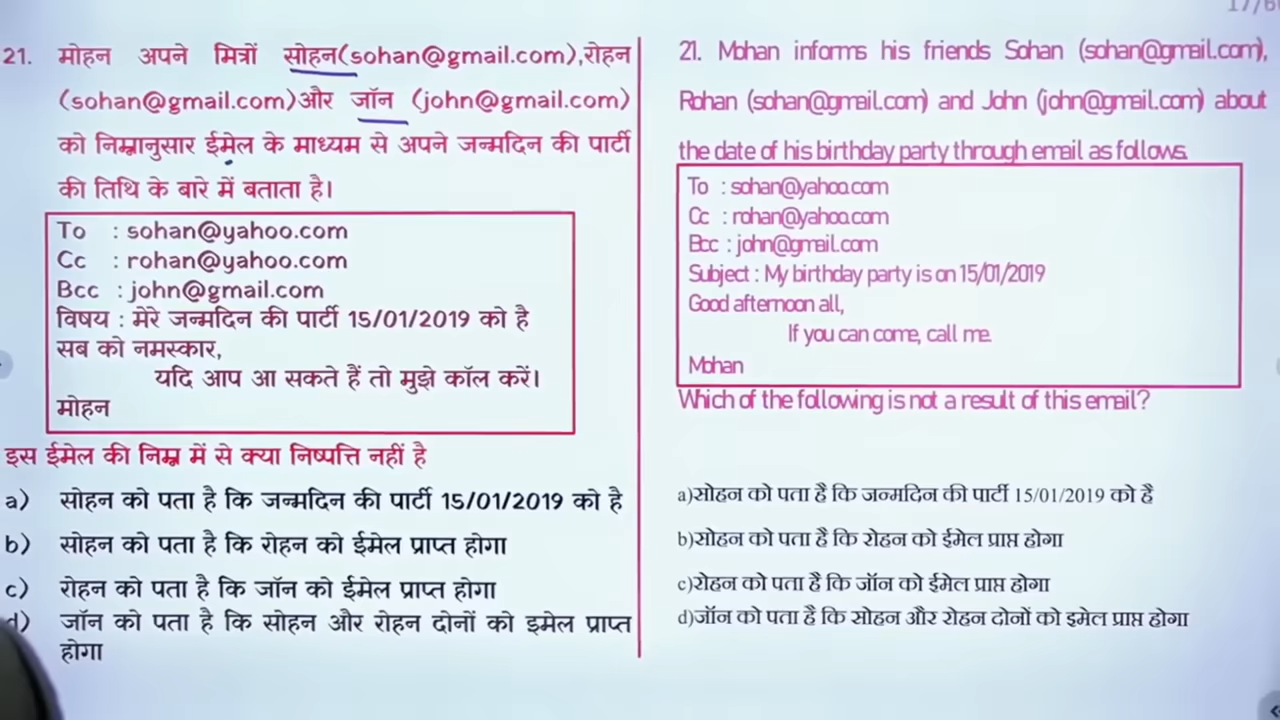 21. मोहन अपने मित्रों सोहन(sohan@gmail.com),रोहन
(sohan@gmail.com)और जॉन (john@gmail.com)
को निम्नानुसार ईमेल के माध्यम से अपने जन्मदिन की पार्टी
की तिथि के बारे में बताता है।
To : sohan@yahoo.com
Cc : rohan@yahoo.com
Bcc : john@gmail.com
विषय : मेरे जन्मदिन की पार्टी 15/01/2019 को है
सब को नमस्कार,
यदि आप आ सकते हैं तो मुझे कॉल करें।
मोहन
इस ईमेल की निम्न में से क्या निष्पत्ति नहीं है
a) सोहन को पता है कि जन्मदिन की पार्टी 15/01/2019 को है
b) सोहन को पता है कि रोहन को ईमेल प्राप्त होगा
c) रोहन को पता है कि जॉन को ईमेल प्राप्त होगा
d) जॉन को पता है कि सोहन और रोहन दोनों को इमेल प्राप्त
होगा
21. Mohan informs his friends Sohan (sohan@gmail.com),
Rohan (sohan@gmail.com) and John (john@gmail.com) about
the date of his birthday party through email as follows.
To : sohan@yahoo.com
Cc : rohan@yahoo.com
Bcc : john@gmail.com
Subject : My birthday party is on 15/01/2019
Good afternoon all,
If you can come, call me.
Mohan
Which of the following is not a result of this email?
a)सोहन को पता है कि जन्मदिन की पार्टी 15/01/2019 को है
b)सोहन को पता है कि रोहन को ईमेल प्राप्त होगा
c)रोहन को पता है कि जॉन को ईमेल प्राप्त होगा
d)जॉन को पता है कि सोहन और रोहन दोनों को इमेल प्राप्त होगा